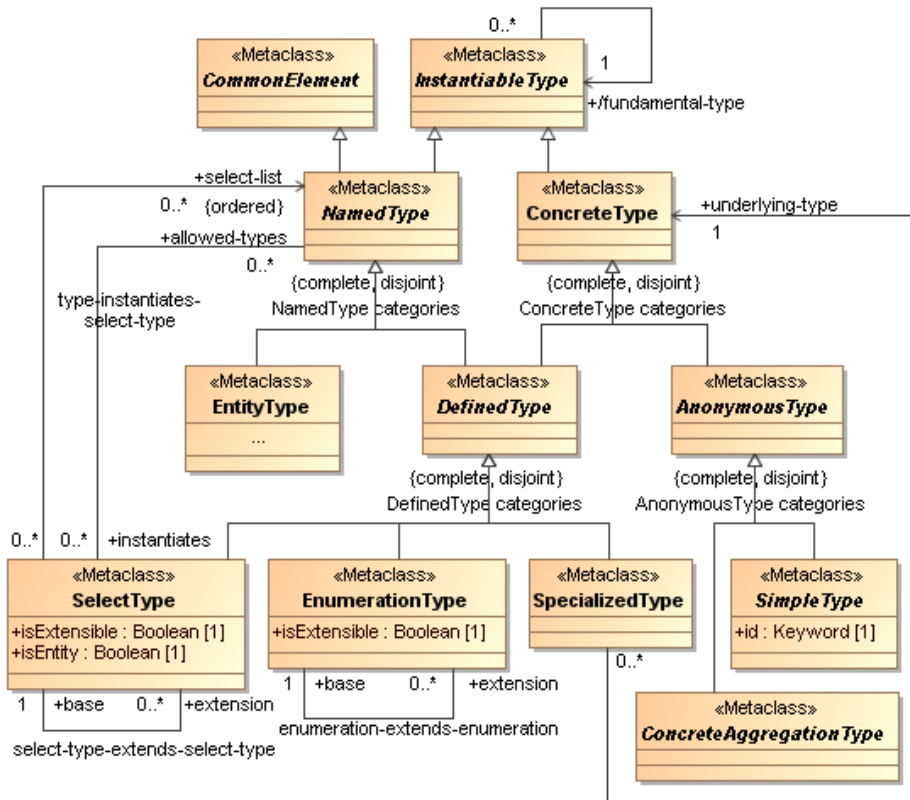 0..*
«Metaclass»
CommonElement
«Metaclass»
InstantiableType
1
+/fundamental-type
+select-list
0..* {ordered}
«Metaclass»
NamedType
«Metaclass»
ConcreteType
+underlying-type
1
+allowed-types
0..*
type-instantiates-
select-type
{complete, disjoint}
NamedType categories
{complete, disjoint}
ConcreteType categories
«Metaclass»
EntityType
...
«Metaclass»
DefinedType
«Metaclass»
AnonymousType
{complete, disjoint}
DefinedType categories
{complete, disjoint}
AnonymousType categories
0..* 0..* +instantiates
«Metaclass»
SelectType
+isExtensible : Boolean [1]
+isEntity : Boolean [1]
«Metaclass»
EnumerationType
+isExtensible : Boolean [1]
«Metaclass»
SpecializedType
«Metaclass»
SimpleType
+id : Keyword [1]
0..*
1 +base 0..* +extension
select-type-extends-select-type
1 +base 0..* +extension
enumeration-extends-enumeration
«Metaclass»
ConcreteAggregationType